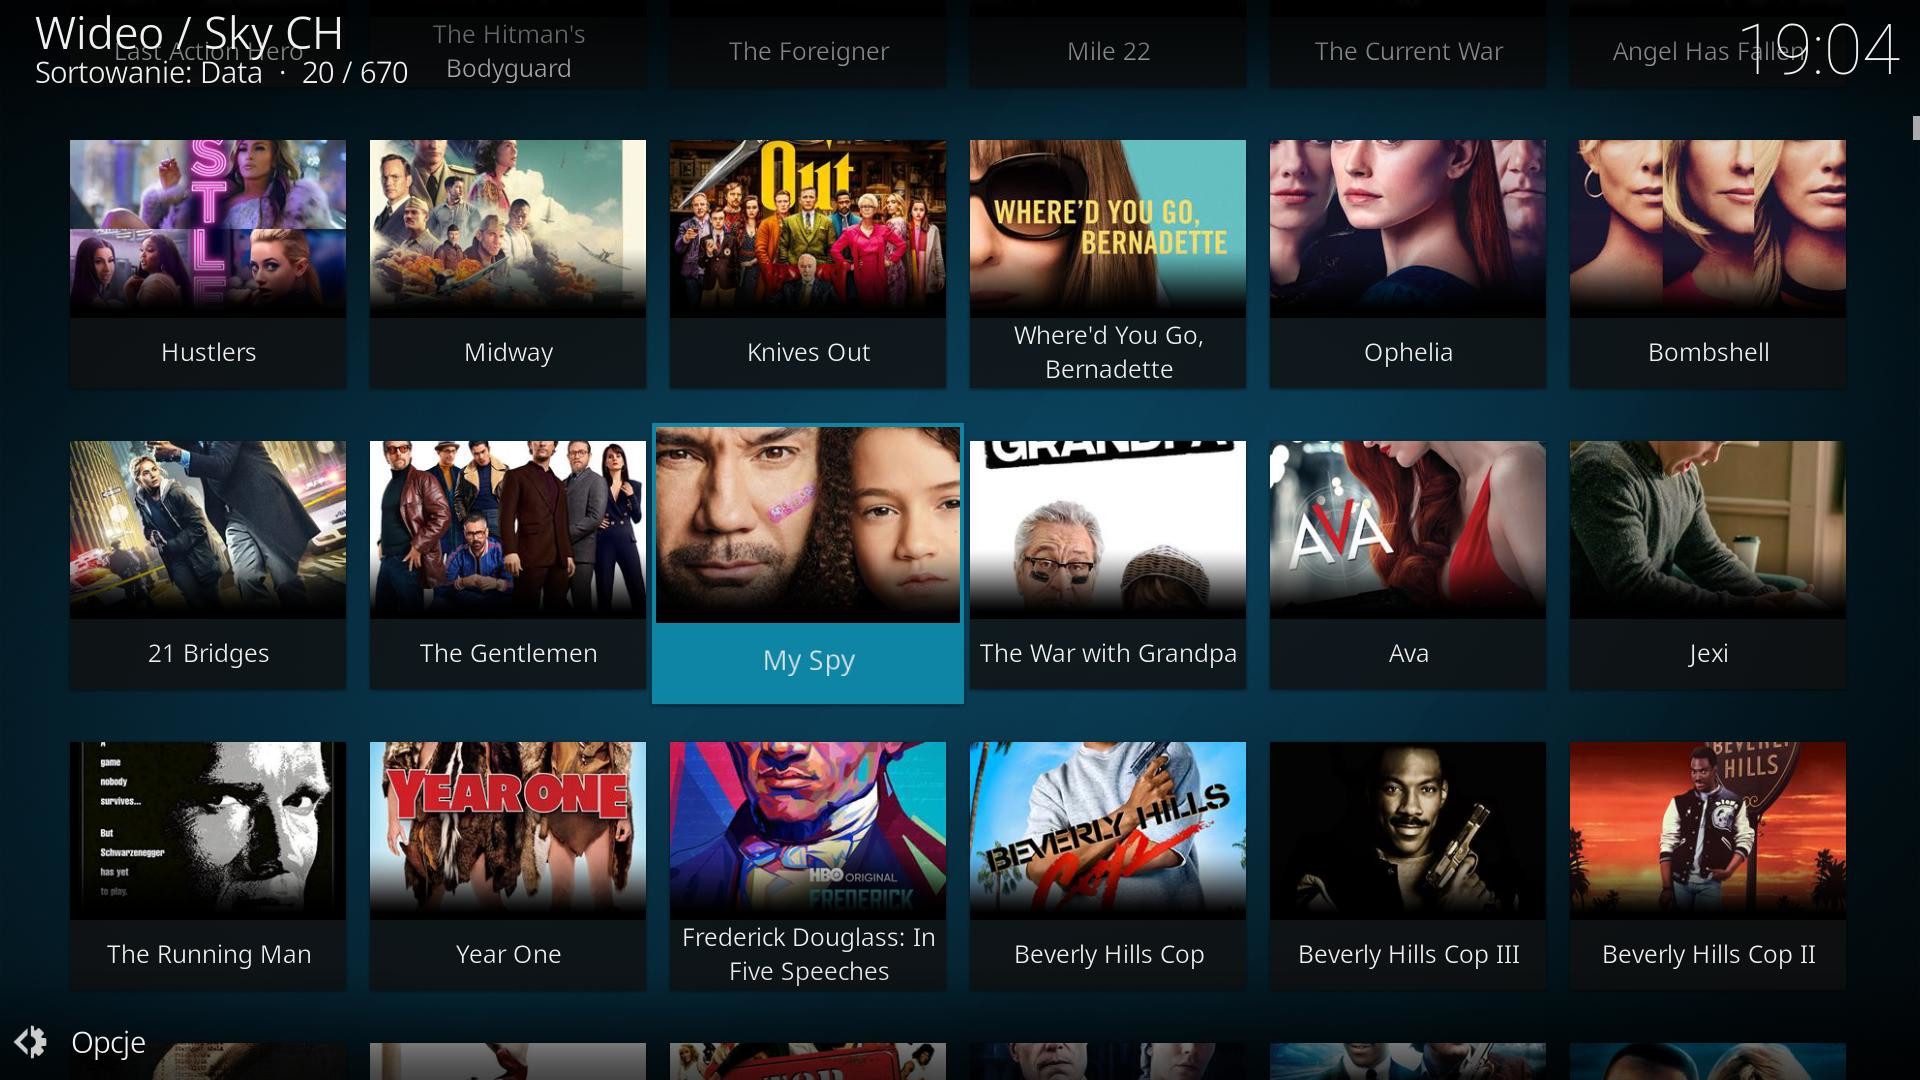 Wideo / Sky CH
Sortowanie: Data · 20 / 670
19:04
Last Action Hero
The Hitman's
Bodyguard
The Foreigner
Mile 22
The Current War
Angel Has Fallen
STLE
Out
WHERE'D YOU GO,
BERNADETTE
Hustlers
Midway
Knives Out
Where'd You Go,
Bernadette
Ophelia
Bombshell
GRANDPA
AVA
21 Bridges
The Gentlemen
My Spy
The War with Grandpa
Ava
Jexi
A
game
nobody
survives...
But
Schwarzenegger
has yet
to play.
YEAR ONE
HBO ORIGINAL
FREDERICK
BEVERLY HILLS
COP
BEVERLY
HILLS
The Running Man
Year One
Frederick Douglass: In
Five Speeches
Beverly Hills Cop
Beverly Hills Cop III
Beverly Hills Cop II
Opcje
TOP